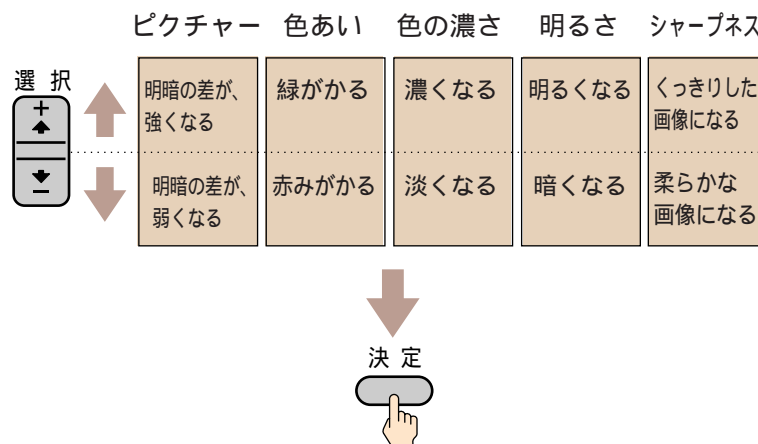 ピクチャー 色あい 色の濃さ 明るさ シャープネス
選択
+
−
明暗の差が、
強くなる
緑がかる
濃くなる
明るくなる
くっきりした
画像になる
明暗の差が、
弱くなる
赤みがかる
淡くなる
暗くなる
柔らかな
画像になる
決定